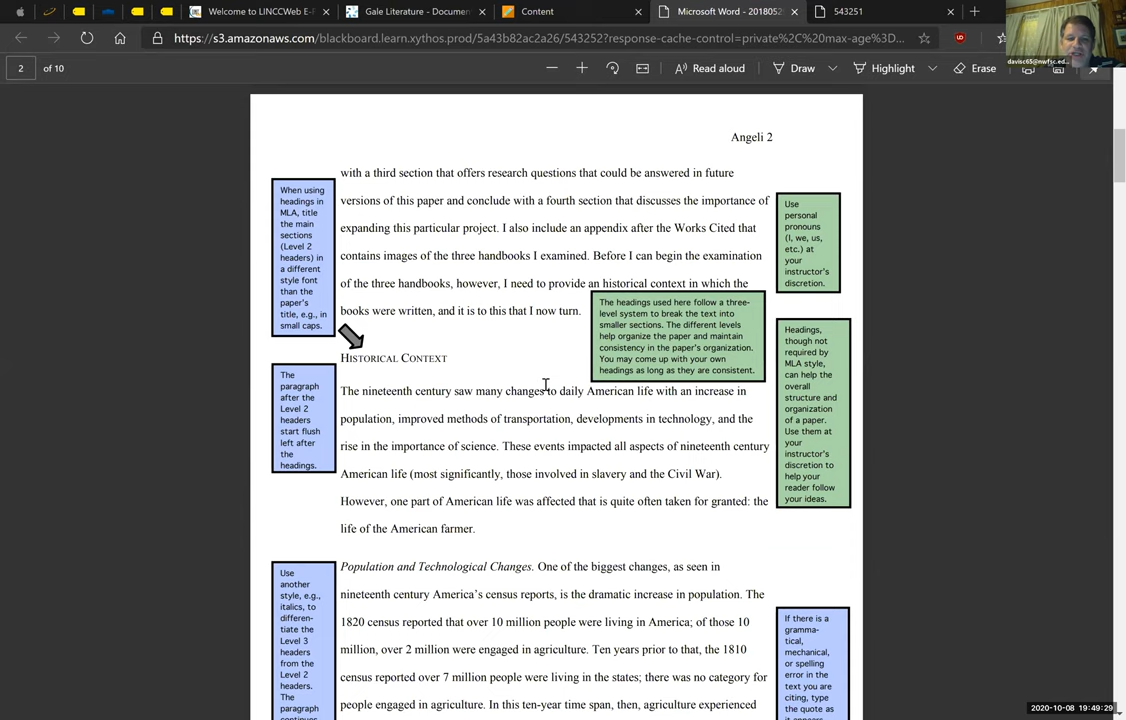 Welcome to LINCCWeb E-F
Gale Literature - Documen
Content
Microsoft Word - 2018052
543251
https://s3.amazonaws.com/blackboard.learn.xythos.prod/5a43b82ac2a26/543252?response-cache-control=private%2C%20max-age%3D...
davisc65@nwfsc.ed...
2 of 10
Read aloud
Draw
Highlight
Erase
Angeli 2
with a third section that offers research questions that could be answered in future
versions of this paper and conclude with a fourth section that discusses the importance of
expanding this particular project. I also include an appendix after the Works Cited that
contains images of the three handbooks I examined. Before I can begin the examination
of the three handbooks, however, I need to provide an historical context in which the
books were written, and it is to this that I now turn.
When using
headings in
MLA, title
the main
sections
(Level 2
headers) in
a different
style font
than the
paper's
title, e.g., in
small caps.
Use
personal
pronouns
(I, we, us,
etc.) at
your
instructor's
discretion.
The headings used here follow a three-
level system to break the text into
smaller sections. The different levels
help organize the paper and maintain
consistency in the paper's organization.
You may come up with your own
headings as long as they are consistent.
HISTORICAL CONTEXT
The
paragraph
after the
Level 2
headers
start flush
left after
the
headings.
Headings,
though not
required by
MLA style,
can help the
overall
structure and
organization
of a paper.
Use them at
your
instructor's
discretion to
help your
reader follow
your ideas.
The nineteenth century saw many changes to daily American life with an increase in
population, improved methods of transportation, developments in technology, and the
rise in the importance of science. These events impacted all aspects of nineteenth century
American life (most significantly, those involved in slavery and the Civil War).
However, one part of American life was affected that is quite often taken for granted: the
life of the American farmer.
Use
another
style, e.g.,
italics, to
differen-
tiate the
Level 3
headers
from the
Level 2
headers.
The
paragraph
Population and Technological Changes. One of the biggest changes, as seen in
nineteenth century America's census reports, is the dramatic increase in population. The
1820 census reported that over 10 million people were living in America; of those 10
million, over 2 million were engaged in agriculture. Ten years prior to that, the 1810
census reported over 7 million people were living in the states; there was no category for
people engaged in agriculture. In this ten-year time span, then, agriculture experienced
If there is a
gramma-
tical,
mechanical,
or spelling
error in the
text you are
citing, type
the quote as
2020-10-08 19:49:29